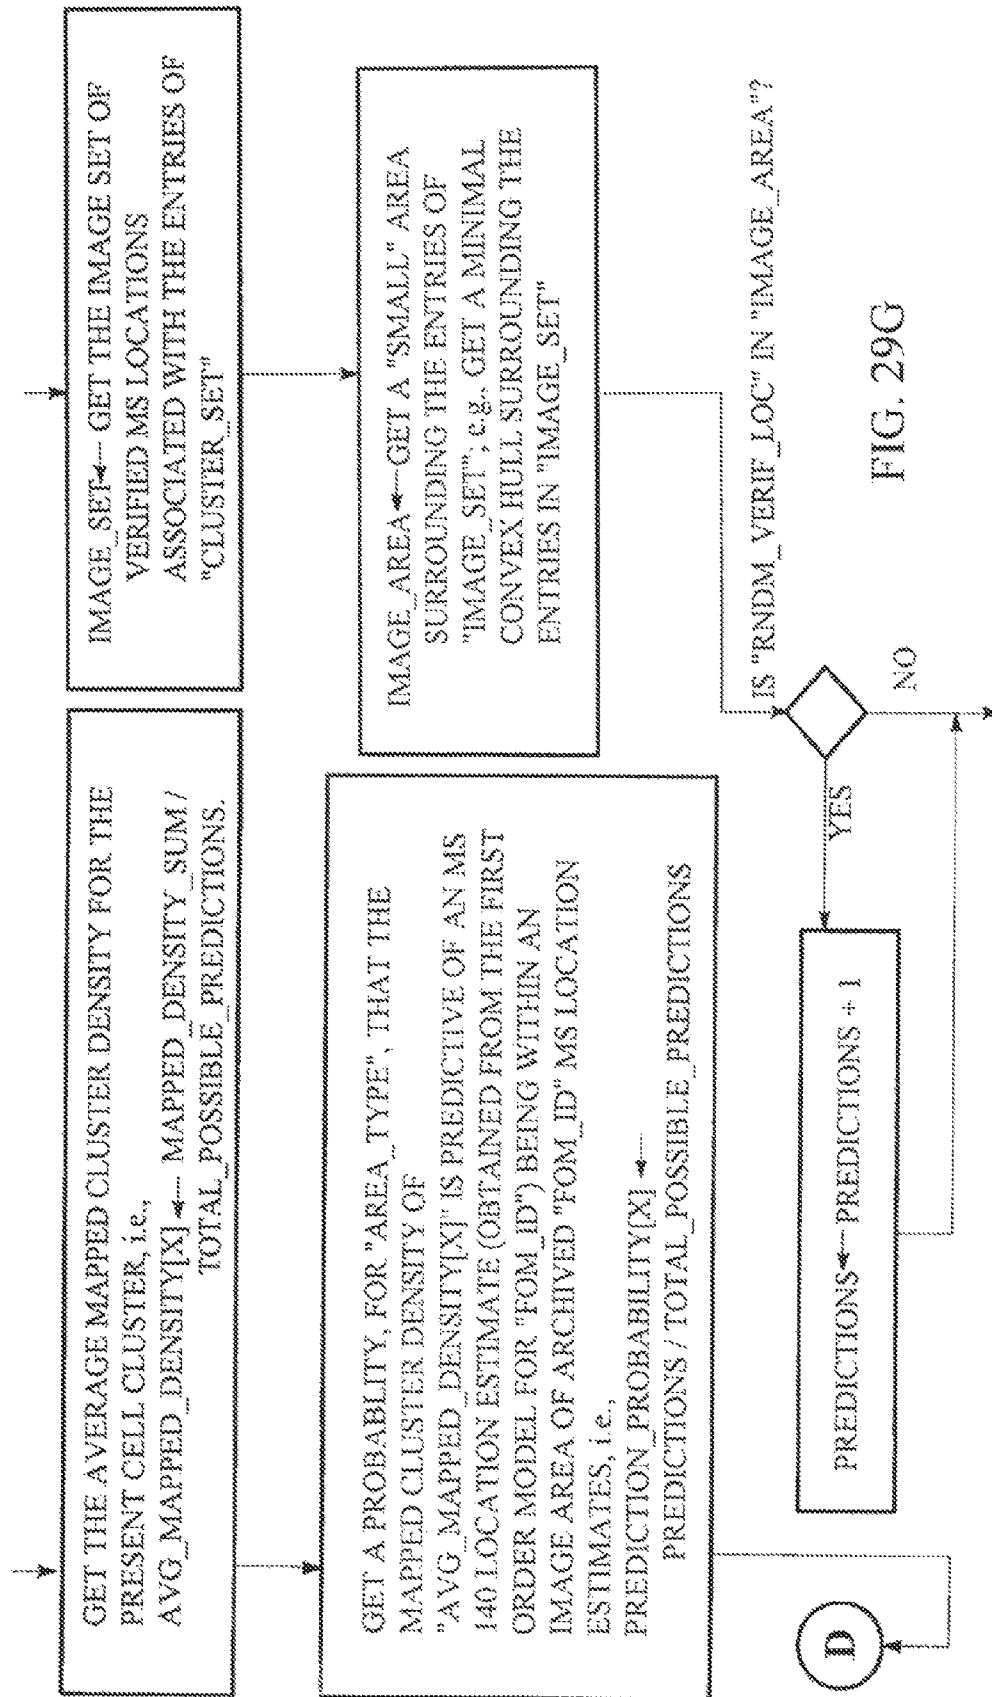 GET THE AVERAGE MAPPED CLUSTER DENSITY FOR THE
PRESENT CELL CLUSTER, i.e.,
AVG_MAPPED_DENSITY[X] ← MAPPED_DENSITY_SUM /
TOTAL_POSSIBLE_PREDICTIONS.
GET A PROBABLITY, FOR "AREA_TYPE", THAT THE
MAPPED CLUSTER DENSITY OF
"AVG_MAPPED_DENSITY[X]" IS PREDICTIVE OF AN MS
140 LOCATION ESTIMATE (OBTAINED FROM THE FIRST
ORDER MODEL FOR "FOM_ID") BEING WITHIN AN
IMAGE AREA OF ARCHIVED "FOM_ID" MS LOCATION
ESTIMATES, i.e.,
PREDICTION_PROBABILITY[X] ←
PREDICTIONS / TOTAL_POSSIBLE_PREDICTIONS
D
IMAGE_SET ← GET THE IMAGE SET OF
VERIFIED MS LOCATIONS
ASSOCIATED WITH THE ENTRIES OF
"CLUSTER_SET"
IMAGE_AREA ← GET A "SMALL" AREA
SURROUNDING THE ENTRIES OF
"IMAGE_SET"; e.g., GET A MINIMAL
CONVEX HULL SURROUNDING THE
ENTRIES IN "IMAGE_SET"
IS "RNDM_VERIF_LOC" IN "IMAGE_AREA"?
YES
NO
PREDICTIONS ← PREDICTIONS + 1
FIG. 29G